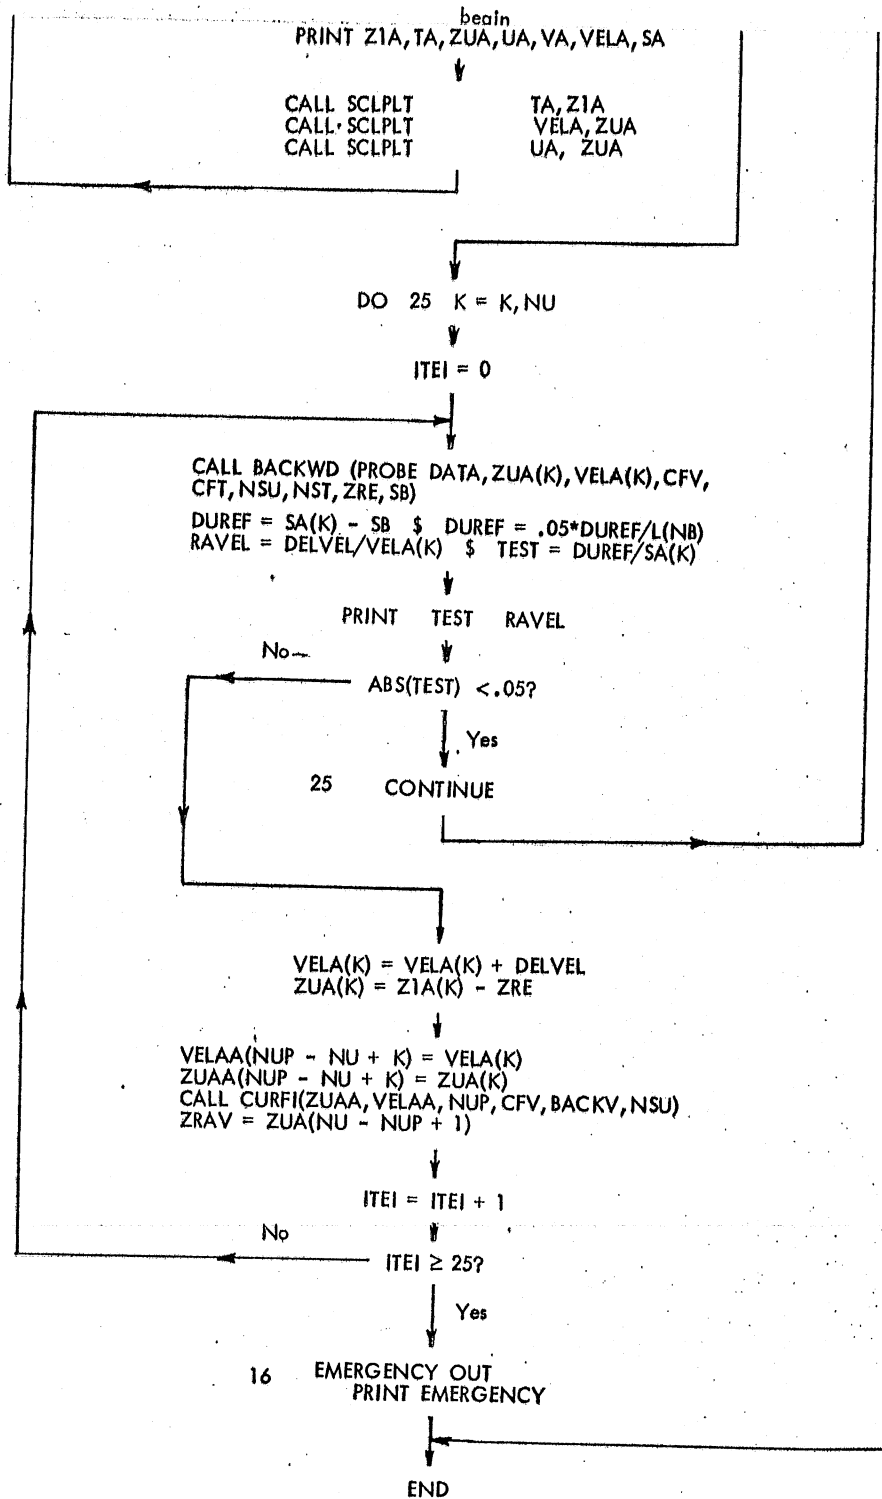 begin
PRINT Z1A, TA, ZUA, UA, VA, VELA, SA
CALL SCLPLT TA, Z1A
CALL SCLPLT VELA, ZUA
CALL SCLPLT UA, ZUA
DO 25 K = K, NU
ITEI = 0
CALL BACKWD (PROBE DATA, ZUA(K), VELA(K), CFV,
CFT, NSU, NST, ZRE, SB)
DUREF = SA(K) - SB $ DUREF = .05*DUREF/L(NB)
RAVEL = DELVEL/VELA(K) $ TEST = DUREF/SA(K)
PRINT TEST RAVEL
No
ABS(TEST) < .05?
Yes
25 CONTINUE
VELA(K) = VELA(K) + DELVEL
ZUA(K) = Z1A(K) - ZRE
VELAA(NUP - NU + K) = VELA(K)
ZUAA(NUP - NU + K) = ZUA(K)
CALL CURFI(ZUAA, VELAA, NUP, CFV, BACKV, NSU)
ZRAV = ZUA(NU - NUP + 1)
ITEI = ITEI + 1
No
ITEI ≥ 25?
Yes
16 EMERGENCY OUT
PRINT EMERGENCY
END